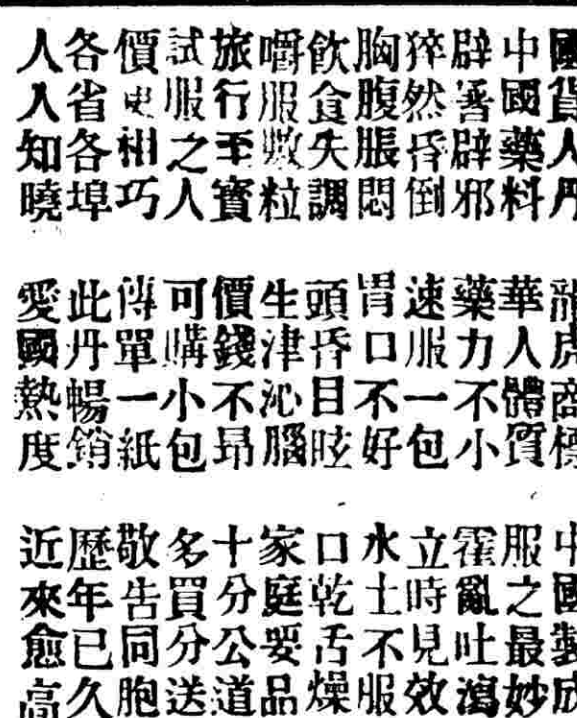 國貨人丹 龍虎商標 中國製成
中國藥料 華人體質 服之最妙
辟 辟邪 藥力不小 霍亂吐瀉
猝然昏倒 速服一包 立時見效
胸腹脹悶 胃口不好 水土不服
飲食失調 頭昏目眩 口乾舌燥
嚼服數粒 生津沁腦 家庭要品
旅行至寶 價錢不昂 十分公道
試服之人 可購小包 多買分送
價更相巧 傳單一紙 敬告同胞
各省各埠 此丹暢銷 歷年已久
人人知曉 愛國熱度 近來愈高